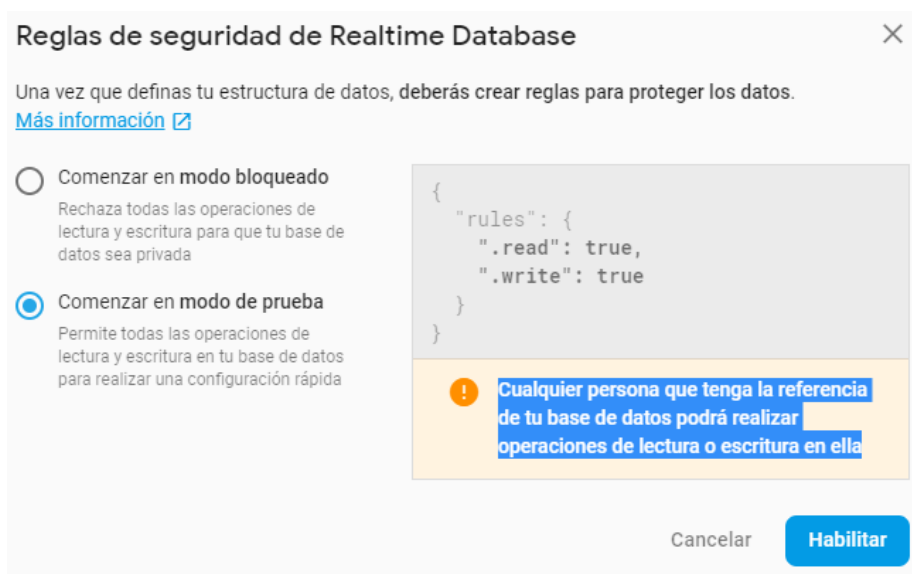 Reglas de seguridad de Realtime Database
Una vez que definas tu estructura de datos, deberás crear reglas para proteger los datos.
Más información
Comenzar en modo bloqueado
Rechaza todas las operaciones de
lectura y escritura para que tu base de
datos sea privada
Comenzar en modo de prueba
Permite todas las operaciones de
lectura y escritura en tu base de datos
para realizar una configuración rápida
{
"rules": {
".read": true,
".write": true
}
}
Cualquier persona que tenga la referencia
de tu base de datos podrá realizar
operaciones de lectura o escritura en ella
Cancelar
Habilitar